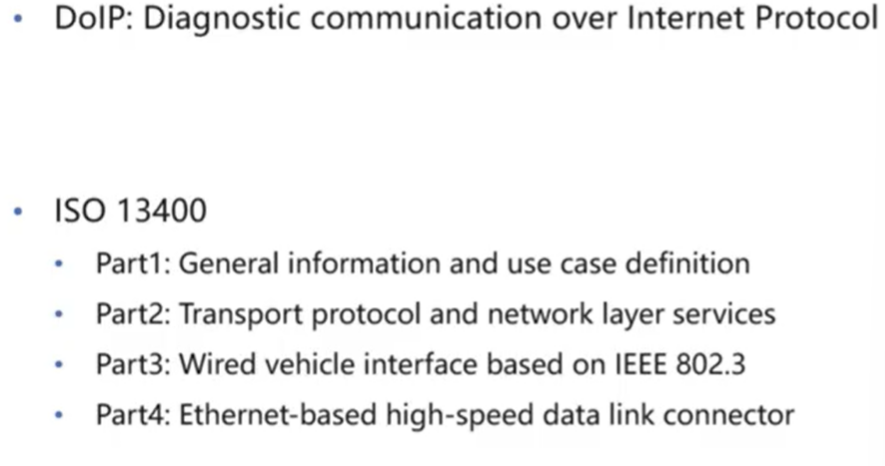 • DoIP: Diagnostic communication over Internet Protocol
• ISO 13400
• Part1: General information and use case definition
• Part2: Transport protocol and network layer services
• Part3: Wired vehicle interface based on IEEE 802.3
• Part4: Ethernet-based high-speed data link connector